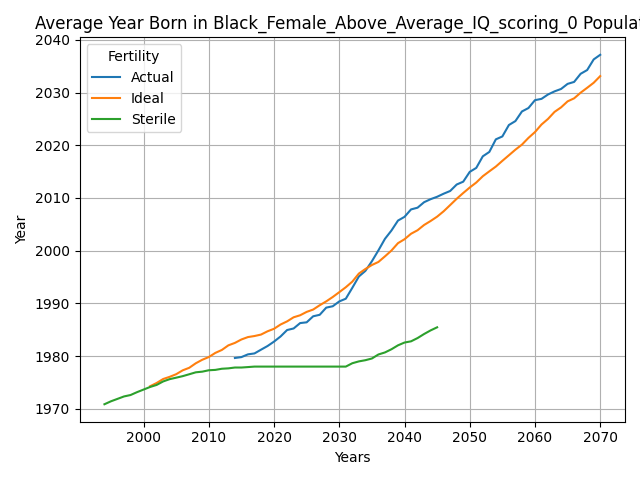 Average Year Born in Black_Female_Above_Average_IQ_scoring_0 Populat
Fertility
Actual
Ideal
Sterile
2040
2030
2020
2010
2000
1990
1980
1970
Year
2000 2010 2020 2030 2040 2050 2060 2070
Years